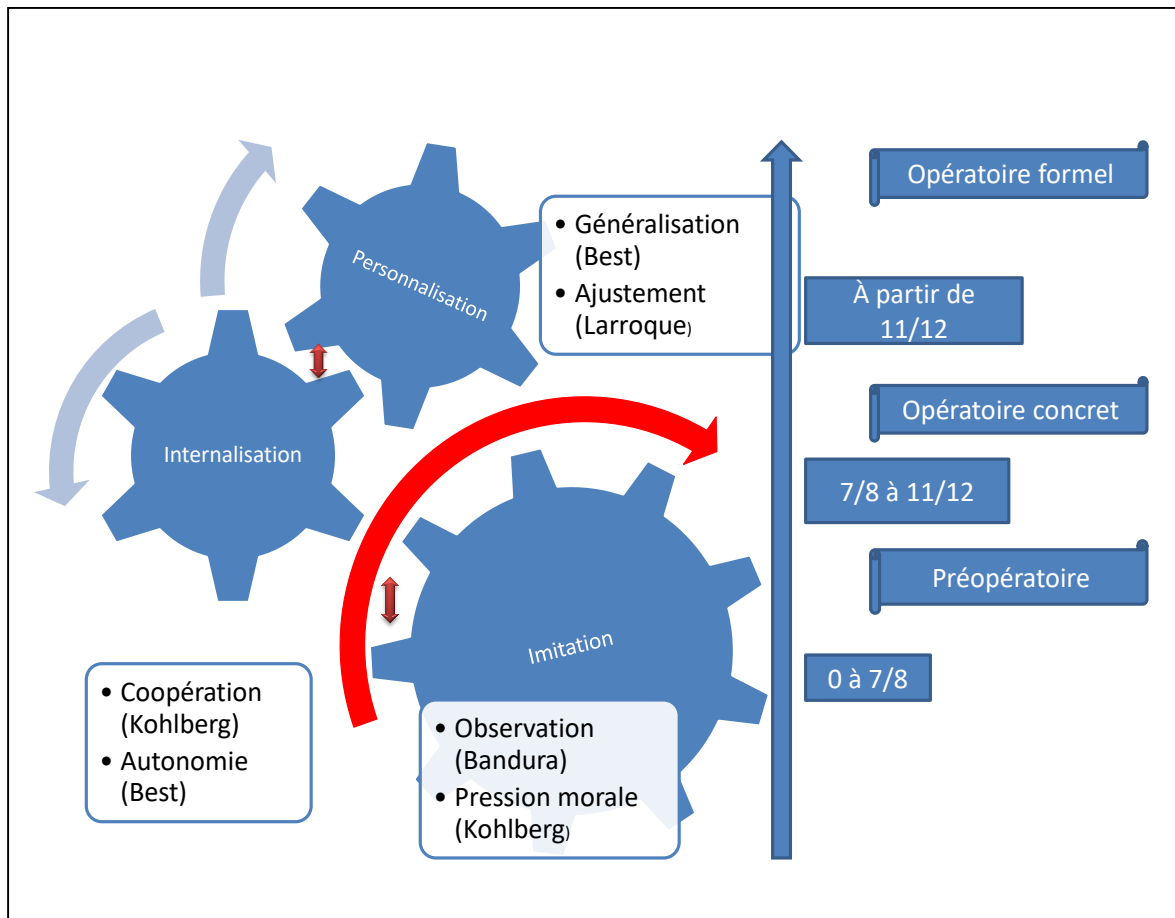 Personnalisation
• Généralisation
(Best)
• Ajustement
(Larroque)
Internalisation
• Coopération
(Kohlberg)
• Autonomie
(Best)
Imitation
• Observation
(Bandura)
• Pression morale
(Kohlberg)
Opératoire formel
À partir de
11/12
Opératoire concret
7/8 à 11/12
Préopératoire
0 à 7/8